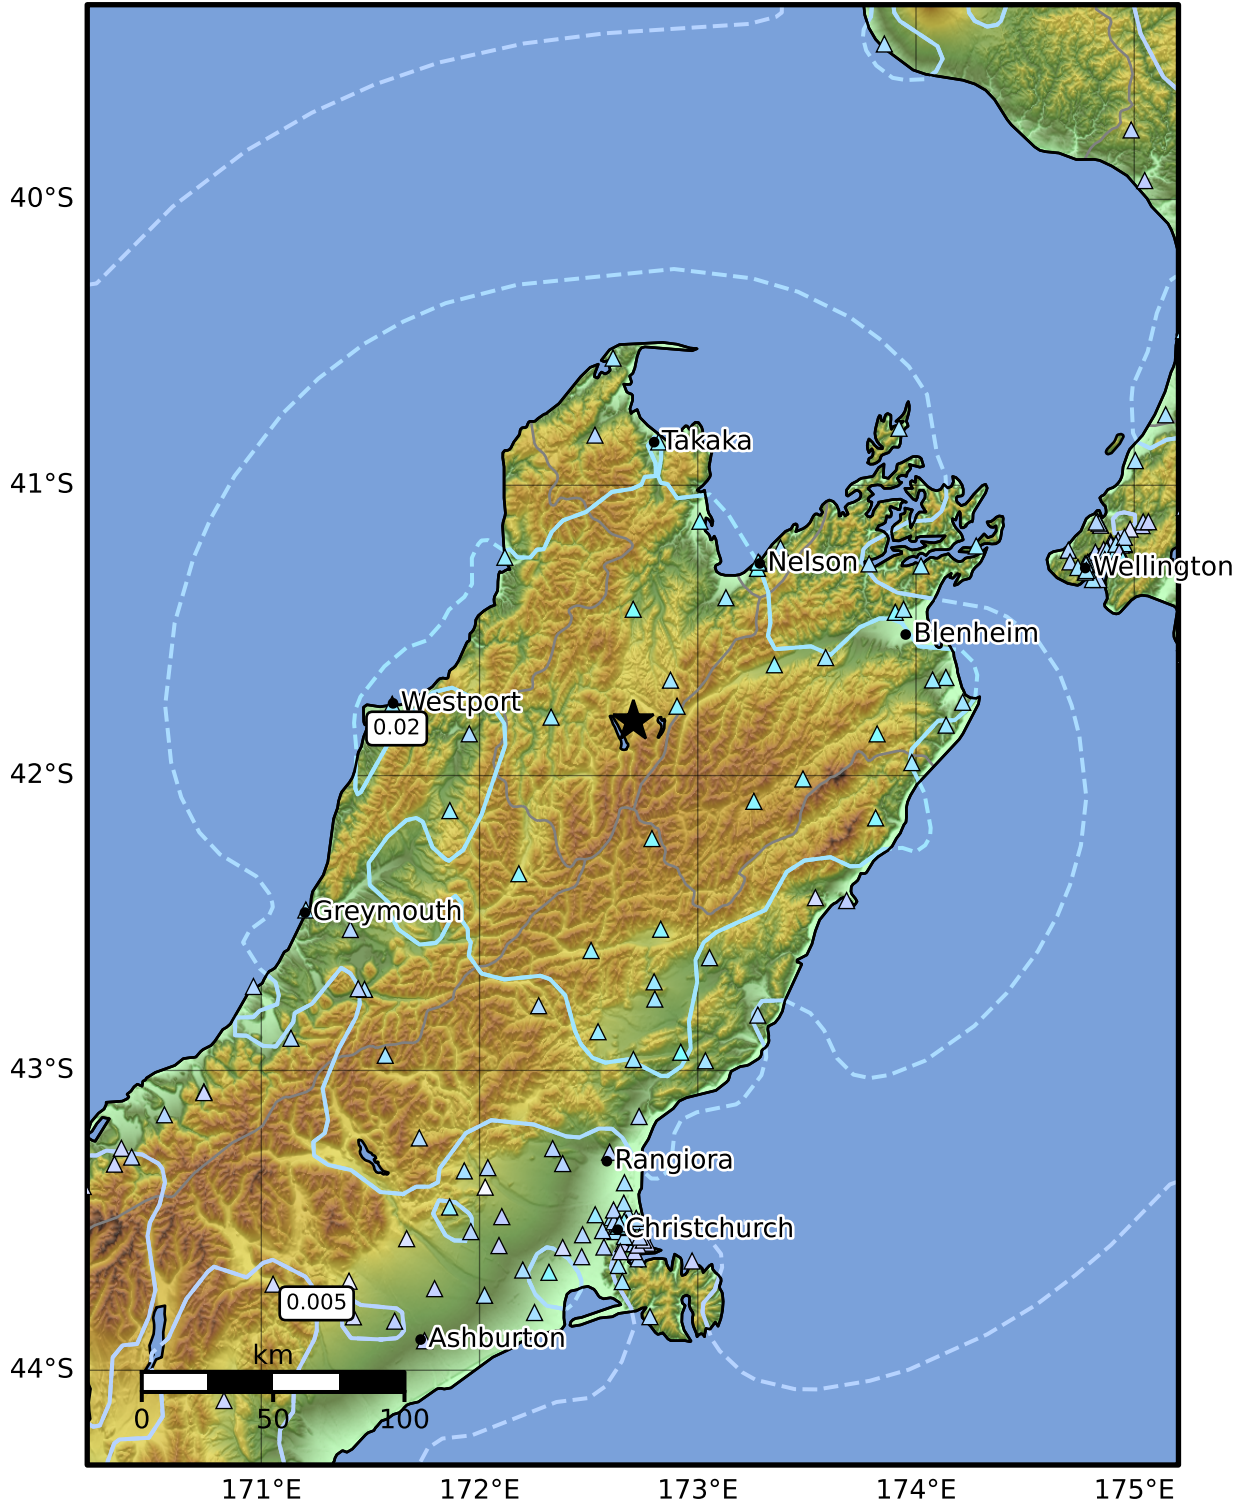 40°S
Takaka
41°S
Nelson
Wellington
Blenheim
Westport
0.02
42°S
Greymouth
43°S
Rangiora
Christchurch
0.005
Ashburton
km
44°S
0 50 100
171°E 172°E 173°E 174°E 175°E